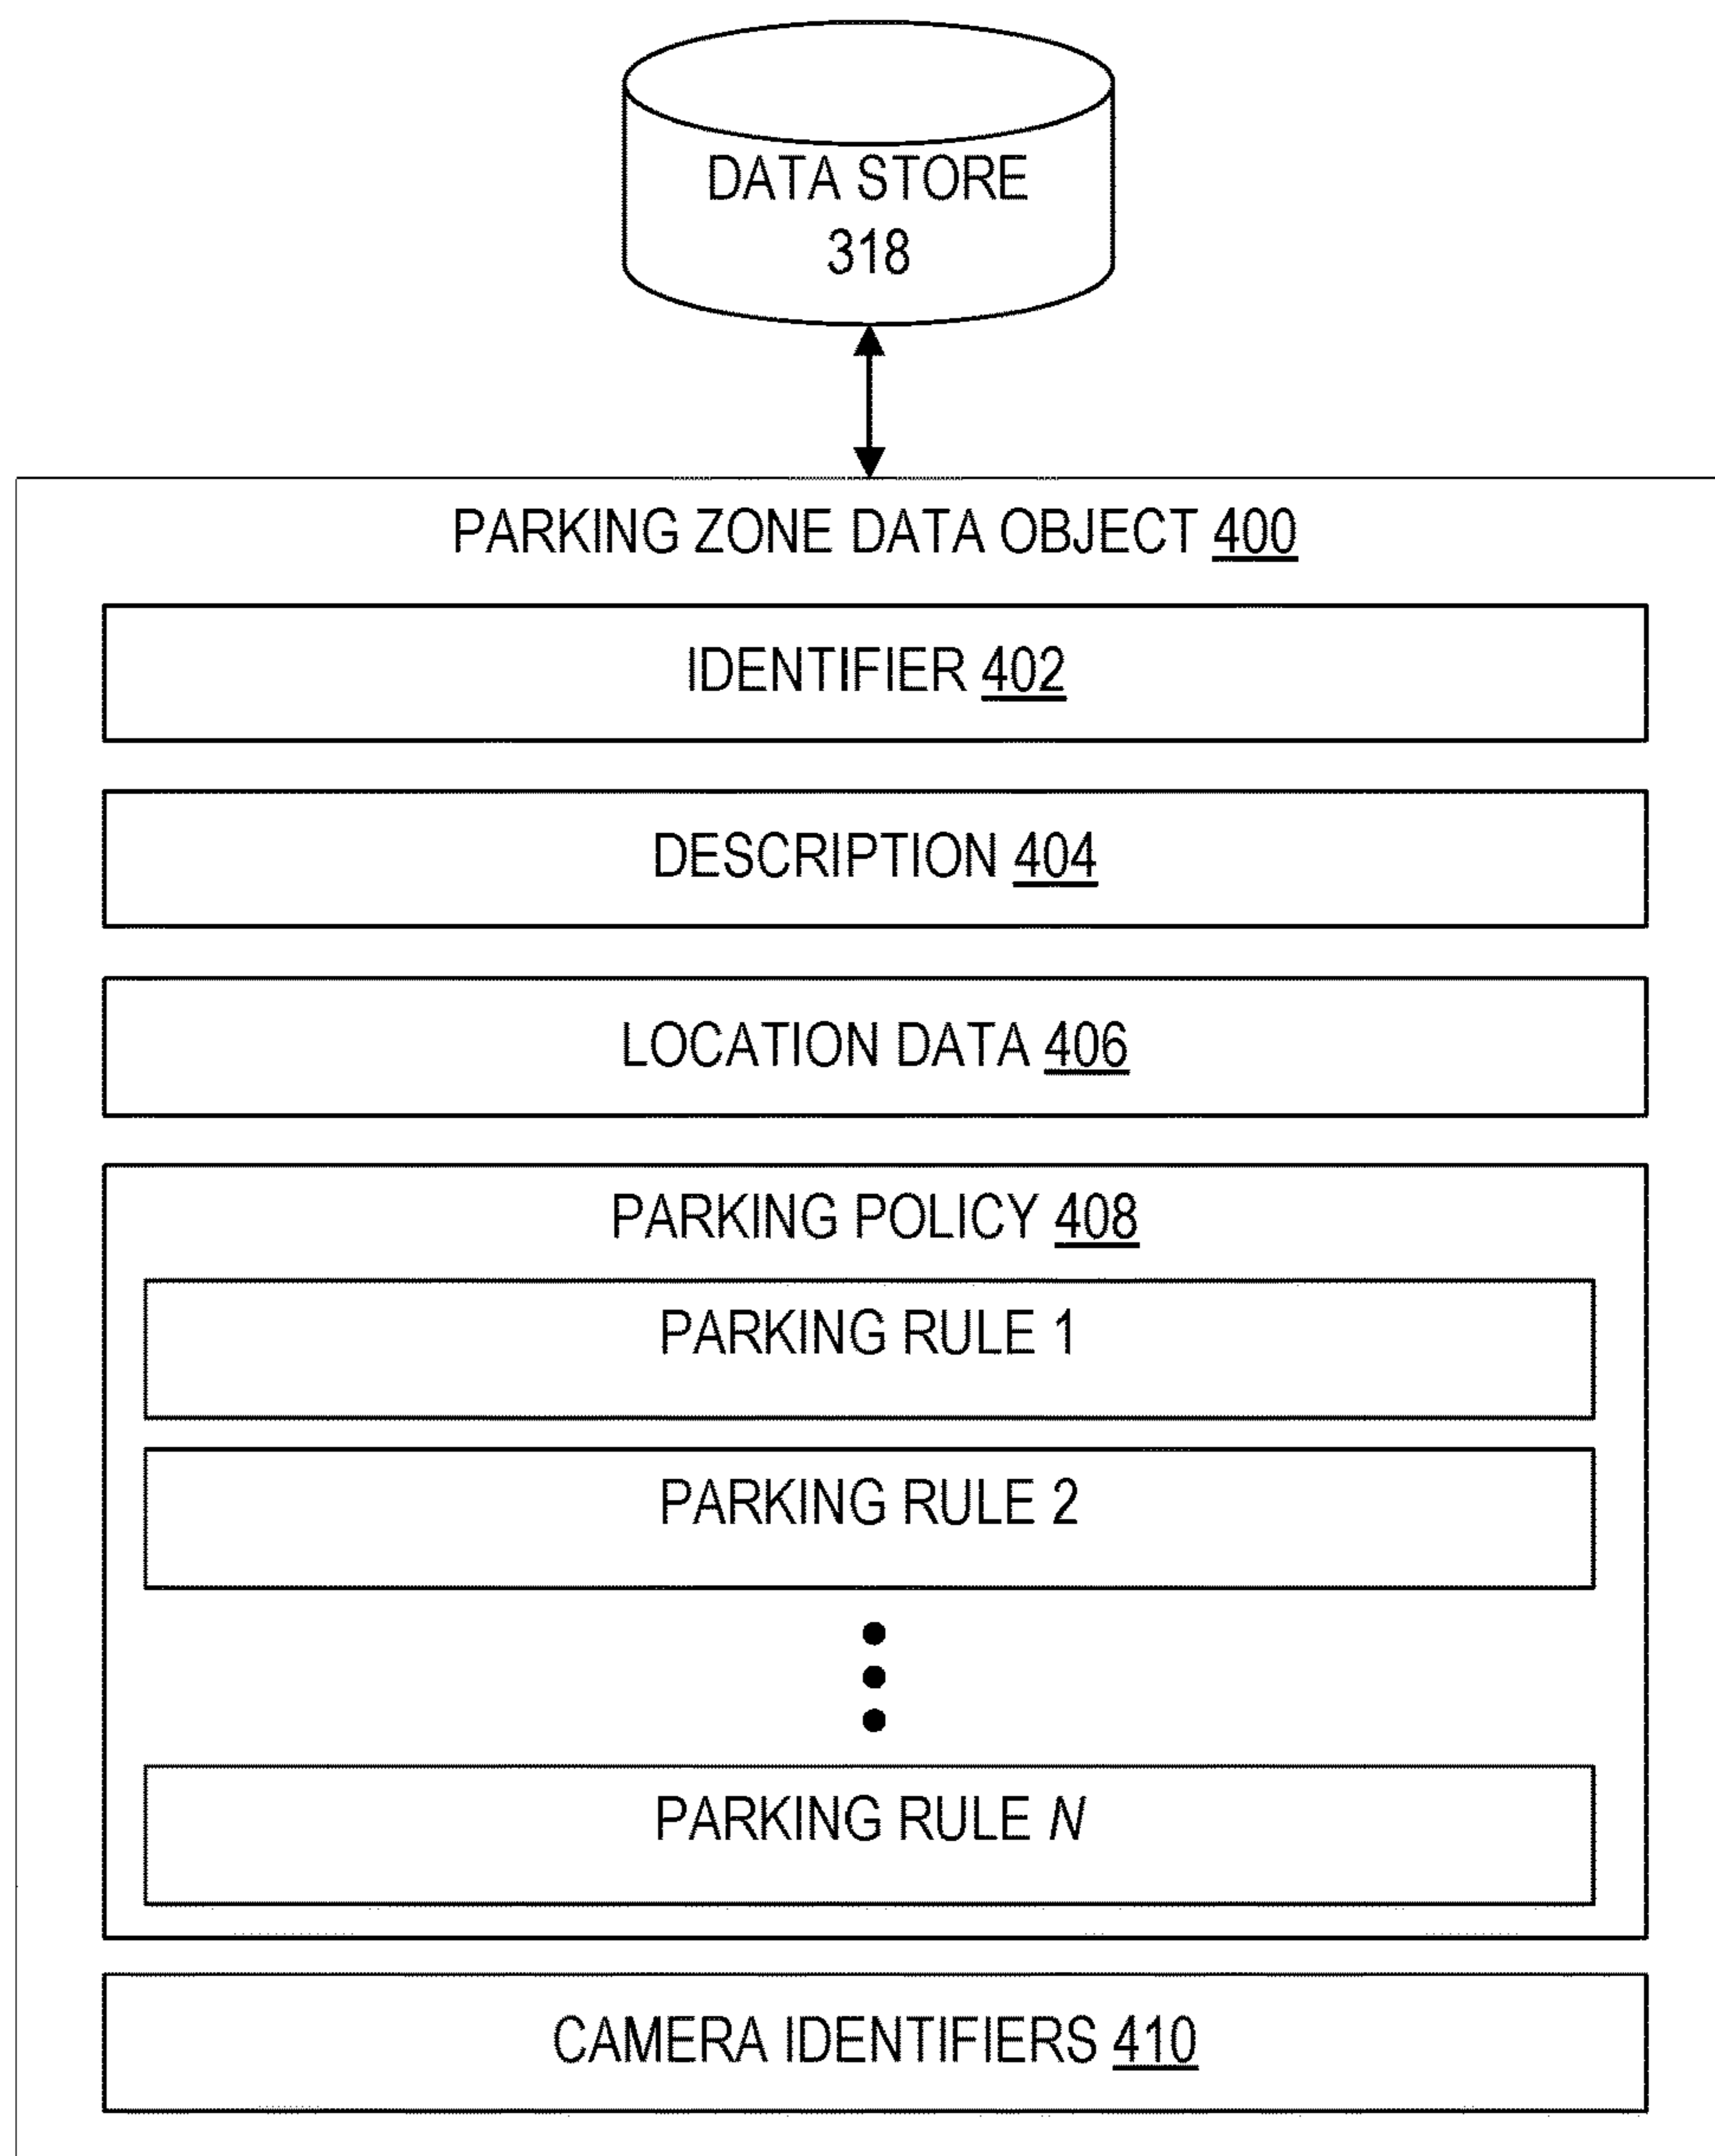 DATA STORE
318
PARKING ZONE DATA OBJECT 400
IDENTIFIER 402
DESCRIPTION 404
LOCATION DATA 406
PARKING POLICY 408
PARKING RULE 1
PARKING RULE 2
PARKING RULE N
CAMERA IDENTIFIERS 410